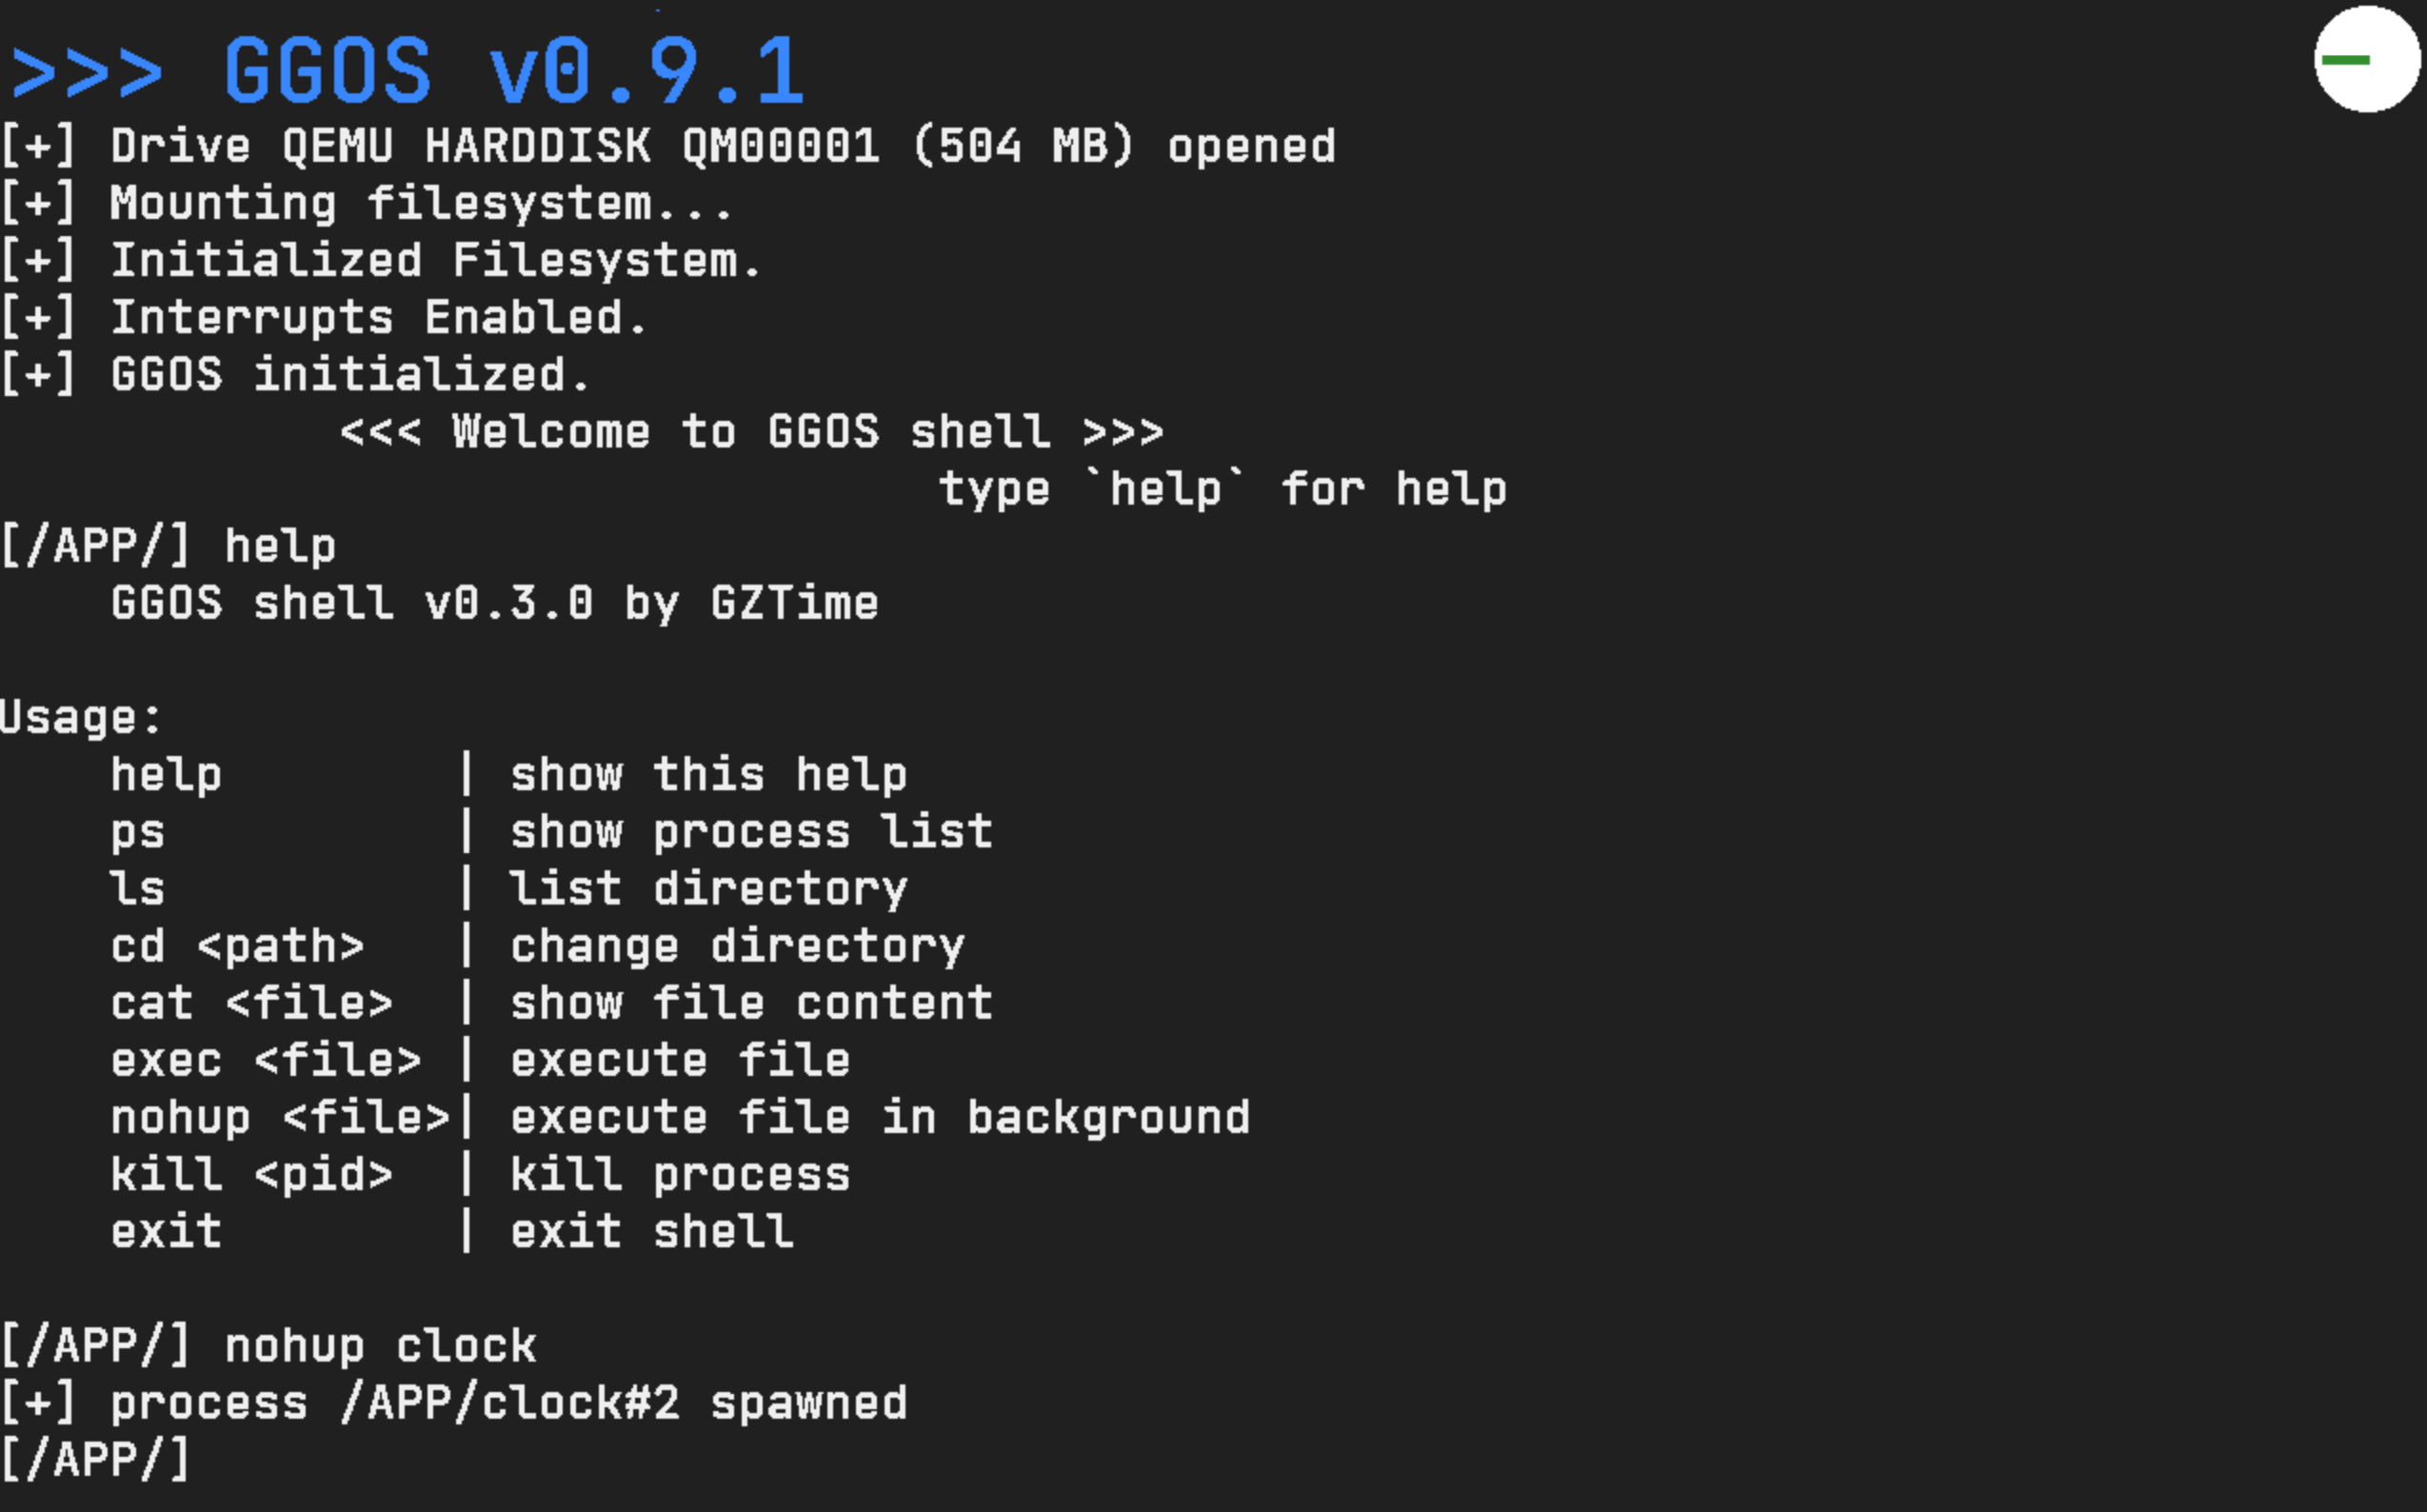 >>> GGOS v0.9.1
[+] Drive QEMU HARDDISK QM00001 (504 MB) opened
[+] Mounting filesystem...
[+] Initialized Filesystem.
[+] Interrupts Enabled.
[+] GGOS initialized.
<<< Welcome to GGOS shell >>>
type `help` for help
[/APP/] help
GGOS shell v0.3.0 by GZTime
Usage:
help | show this help
ps | show process list
ls | list directory
cd <path> | change directory
cat <file> | show file content
exec <file> | execute file
nohup <file>| execute file in background
kill <pid> | kill process
exit | exit shell
[/APP/] nohup clock
[+] process /APP/clock#2 spawned
[/APP/]